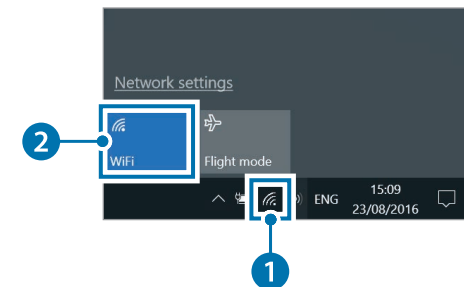 Network settings
2
WiFi
Flight mode
ENG
15:09
23/08/2016
1